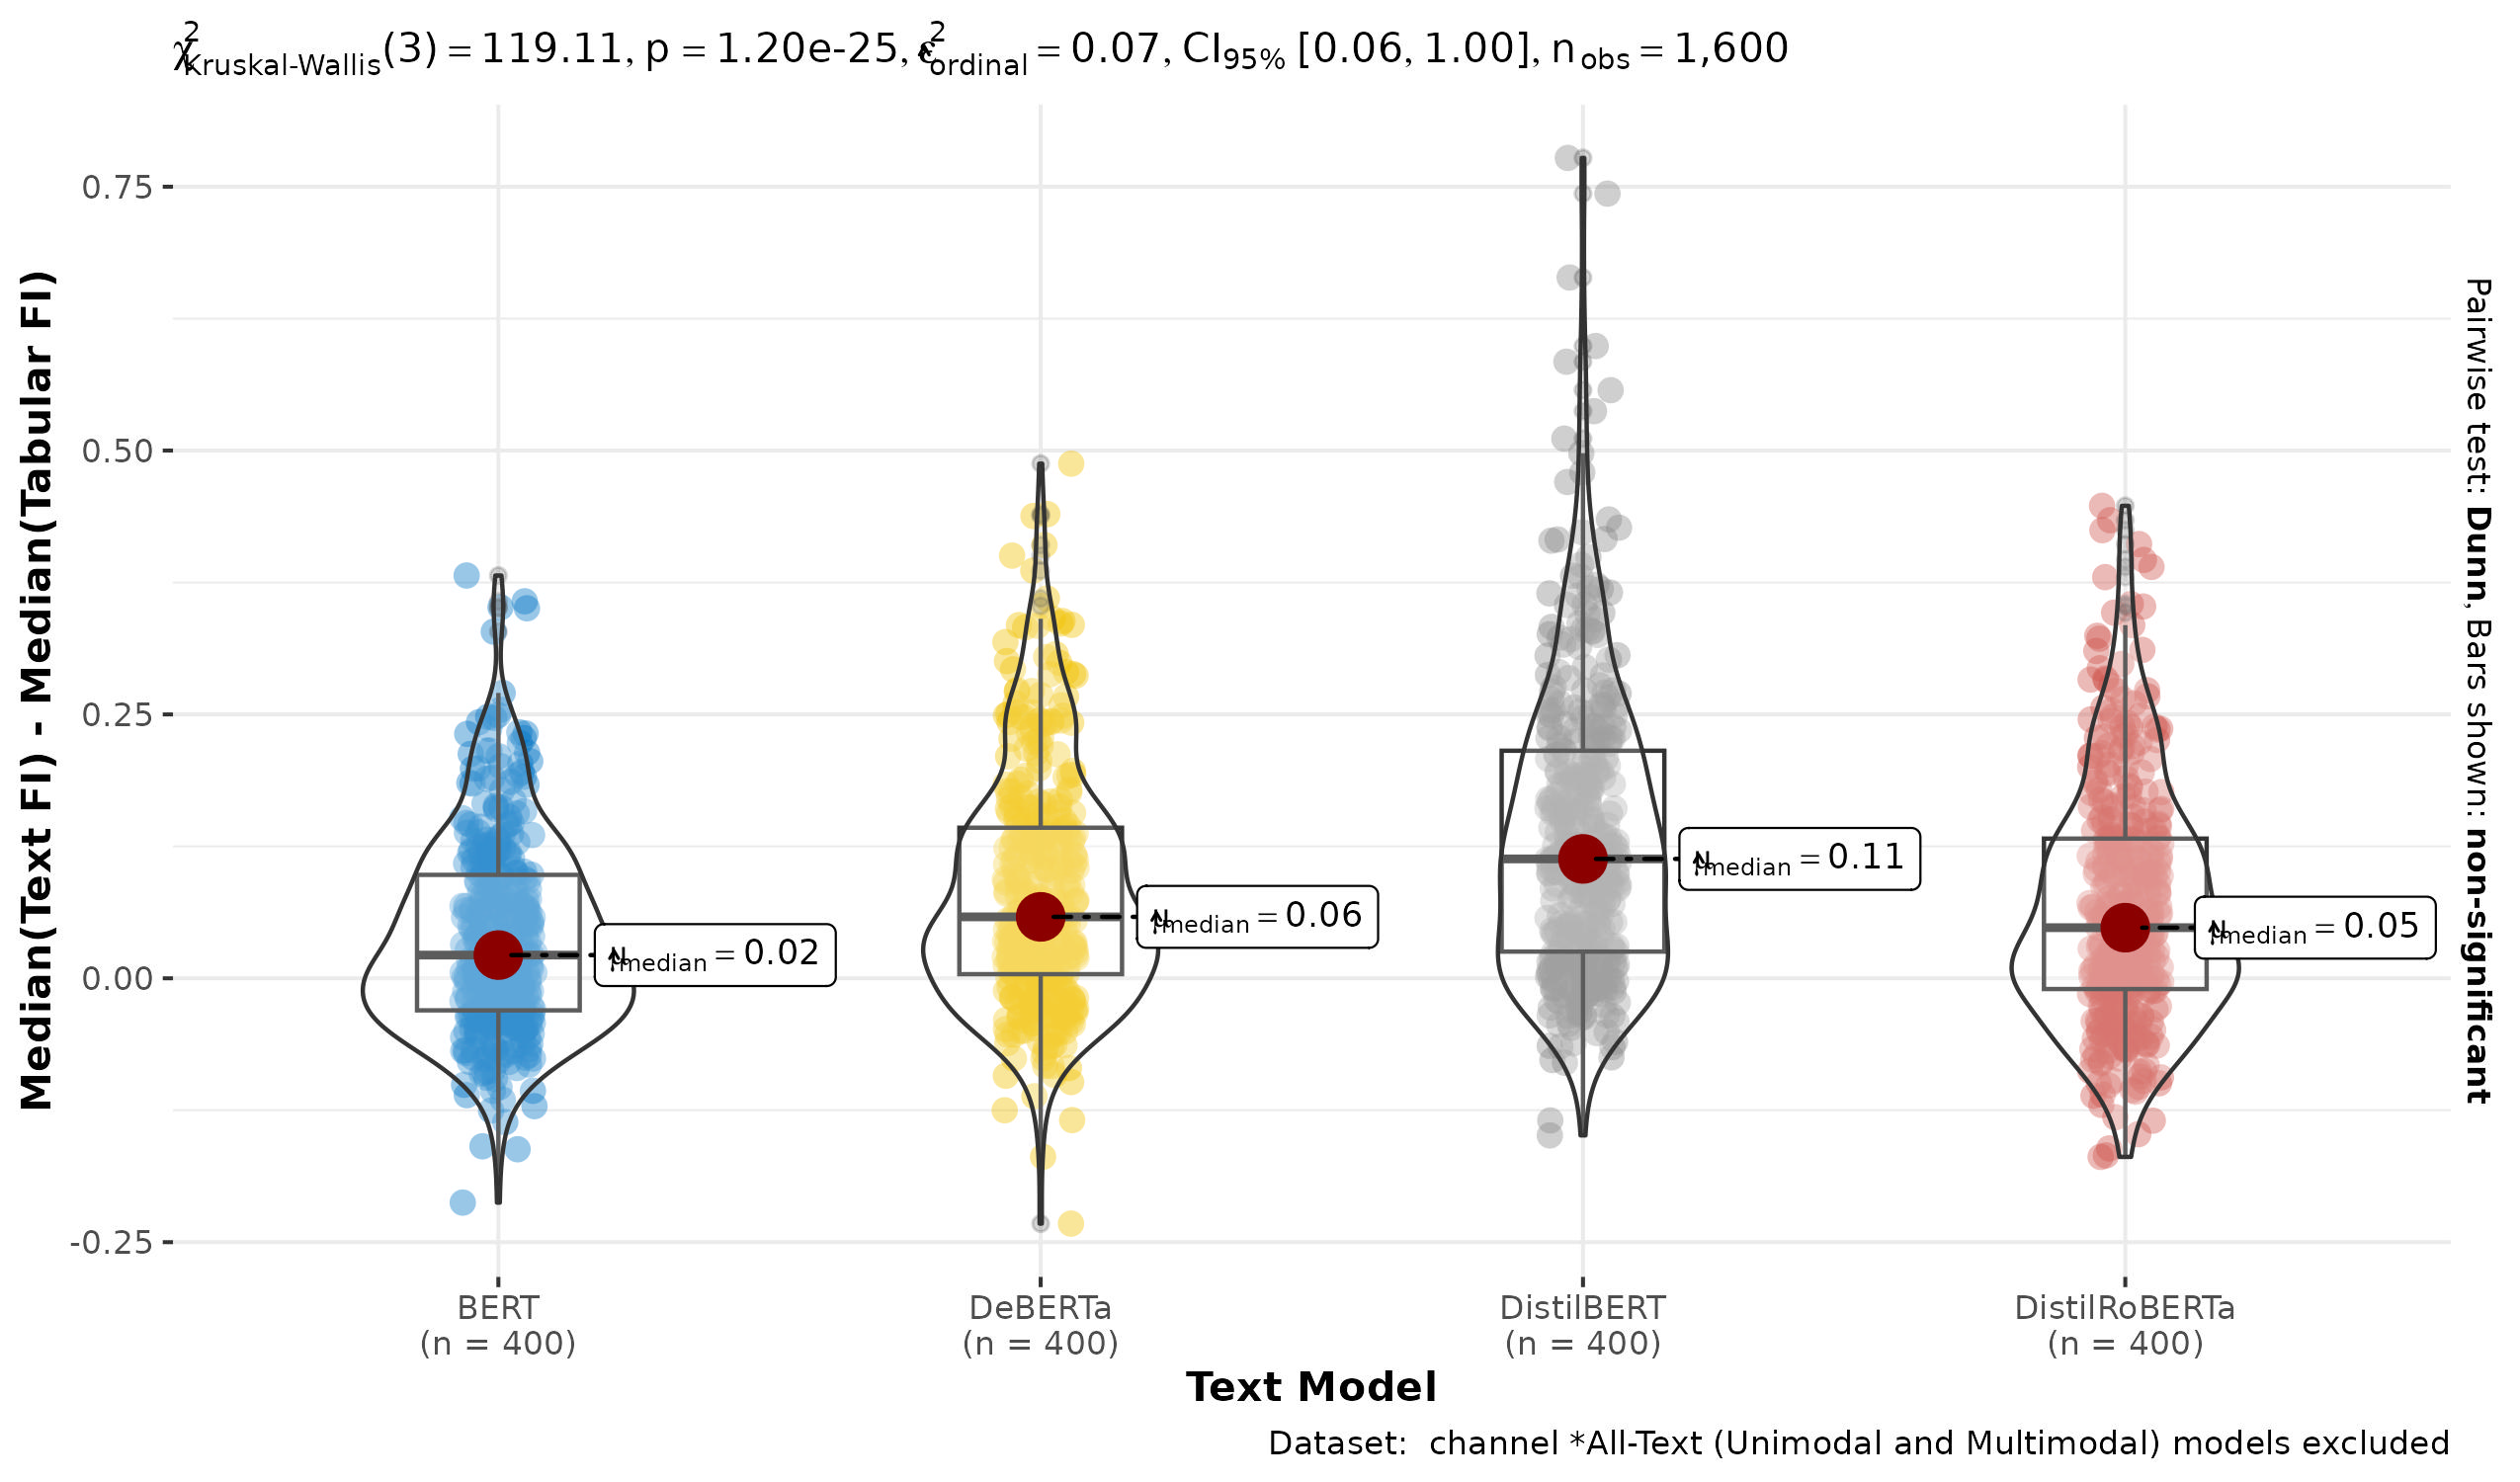 χ²Kruskal-Wallis(3) = 119.11, p = 1.20e-25, ε²ordinal = 0.07, CI95% [0.06, 1.00], nobs = 1,600
Median(Text FI) - Median(Tabular FI)
0.75
0.50
0.25
0.00
-0.25
μ̂median = 0.02
μ̂median = 0.06
μ̂median = 0.11
μ̂median = 0.05
Pairwise test: Dunn, Bars shown: non-significant
BERT
(n = 400)
DeBERTa
(n = 400)
DistilBERT
(n = 400)
DistilRoBERTa
(n = 400)
Text Model
Dataset:  channel *All-Text (Unimodal and Multimodal) models excluded